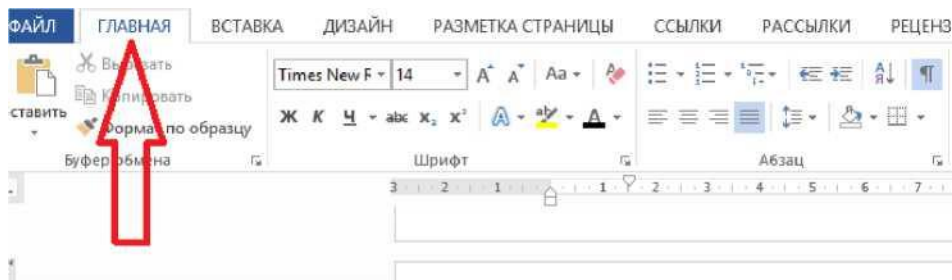 ФАЙЛ ГЛАВНАЯ ВСТАВКА ДИЗАЙН РАЗМЕТКА СТРАНИЦЫ ССЫЛКИ РАССЫЛКИ РЕЦЕНЗ
Вырезать
Копировать
ставить
Формат по образцу
Буфер обмена
Times New F 14 A A Aa
Ж К Ч abc x₂ x² A aby A
Шрифт
А Я ¶
Абзац
3 2 1 1 2 3 4 5 6 7